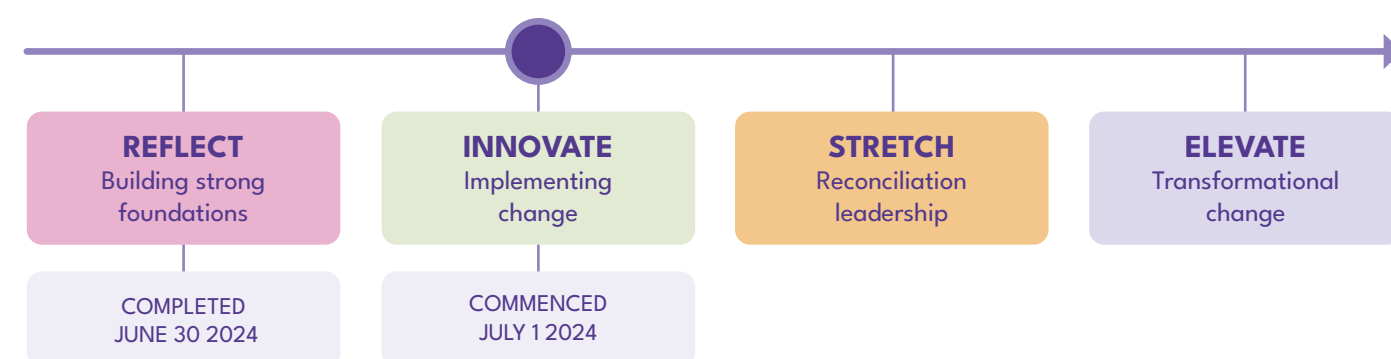 REFLECT
Building strong
foundations
COMPLETED
JUNE 30 2024
INNOVATE
Implementing
change
COMMENCED
JULY 1 2024
STRETCH
Reconciliation
leadership
ELEVATE
Transformational
change